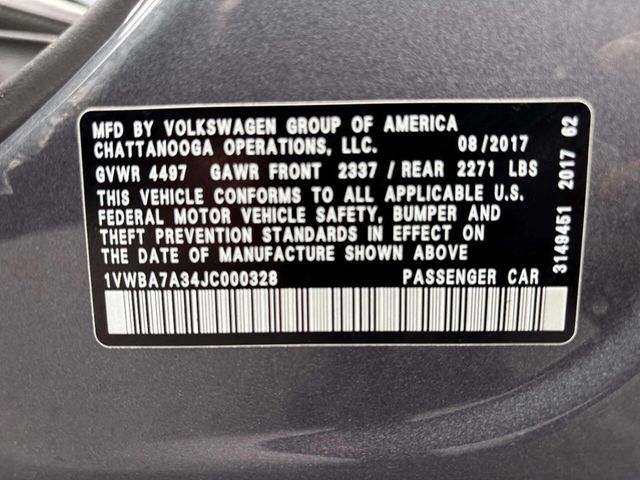 MFD BY VOLKSWAGEN GROUP OF AMERICA
CHATTANOOGA OPERATIONS, LLC. 08/2017
GVWR 4497 GAWR FRONT 2337 / REAR 2271 LBS
THIS VEHICLE CONFORMS TO ALL APPLICABLE U.S.
FEDERAL MOTOR VEHICLE SAFETY, BUMPER AND
THEFT PREVENTION STANDARDS IN EFFECT ON
THE DATE OF MANUFACTURE SHOWN ABOVE
1VWBA7A34JC000328 PASSENGER CAR
3149451 2017 62